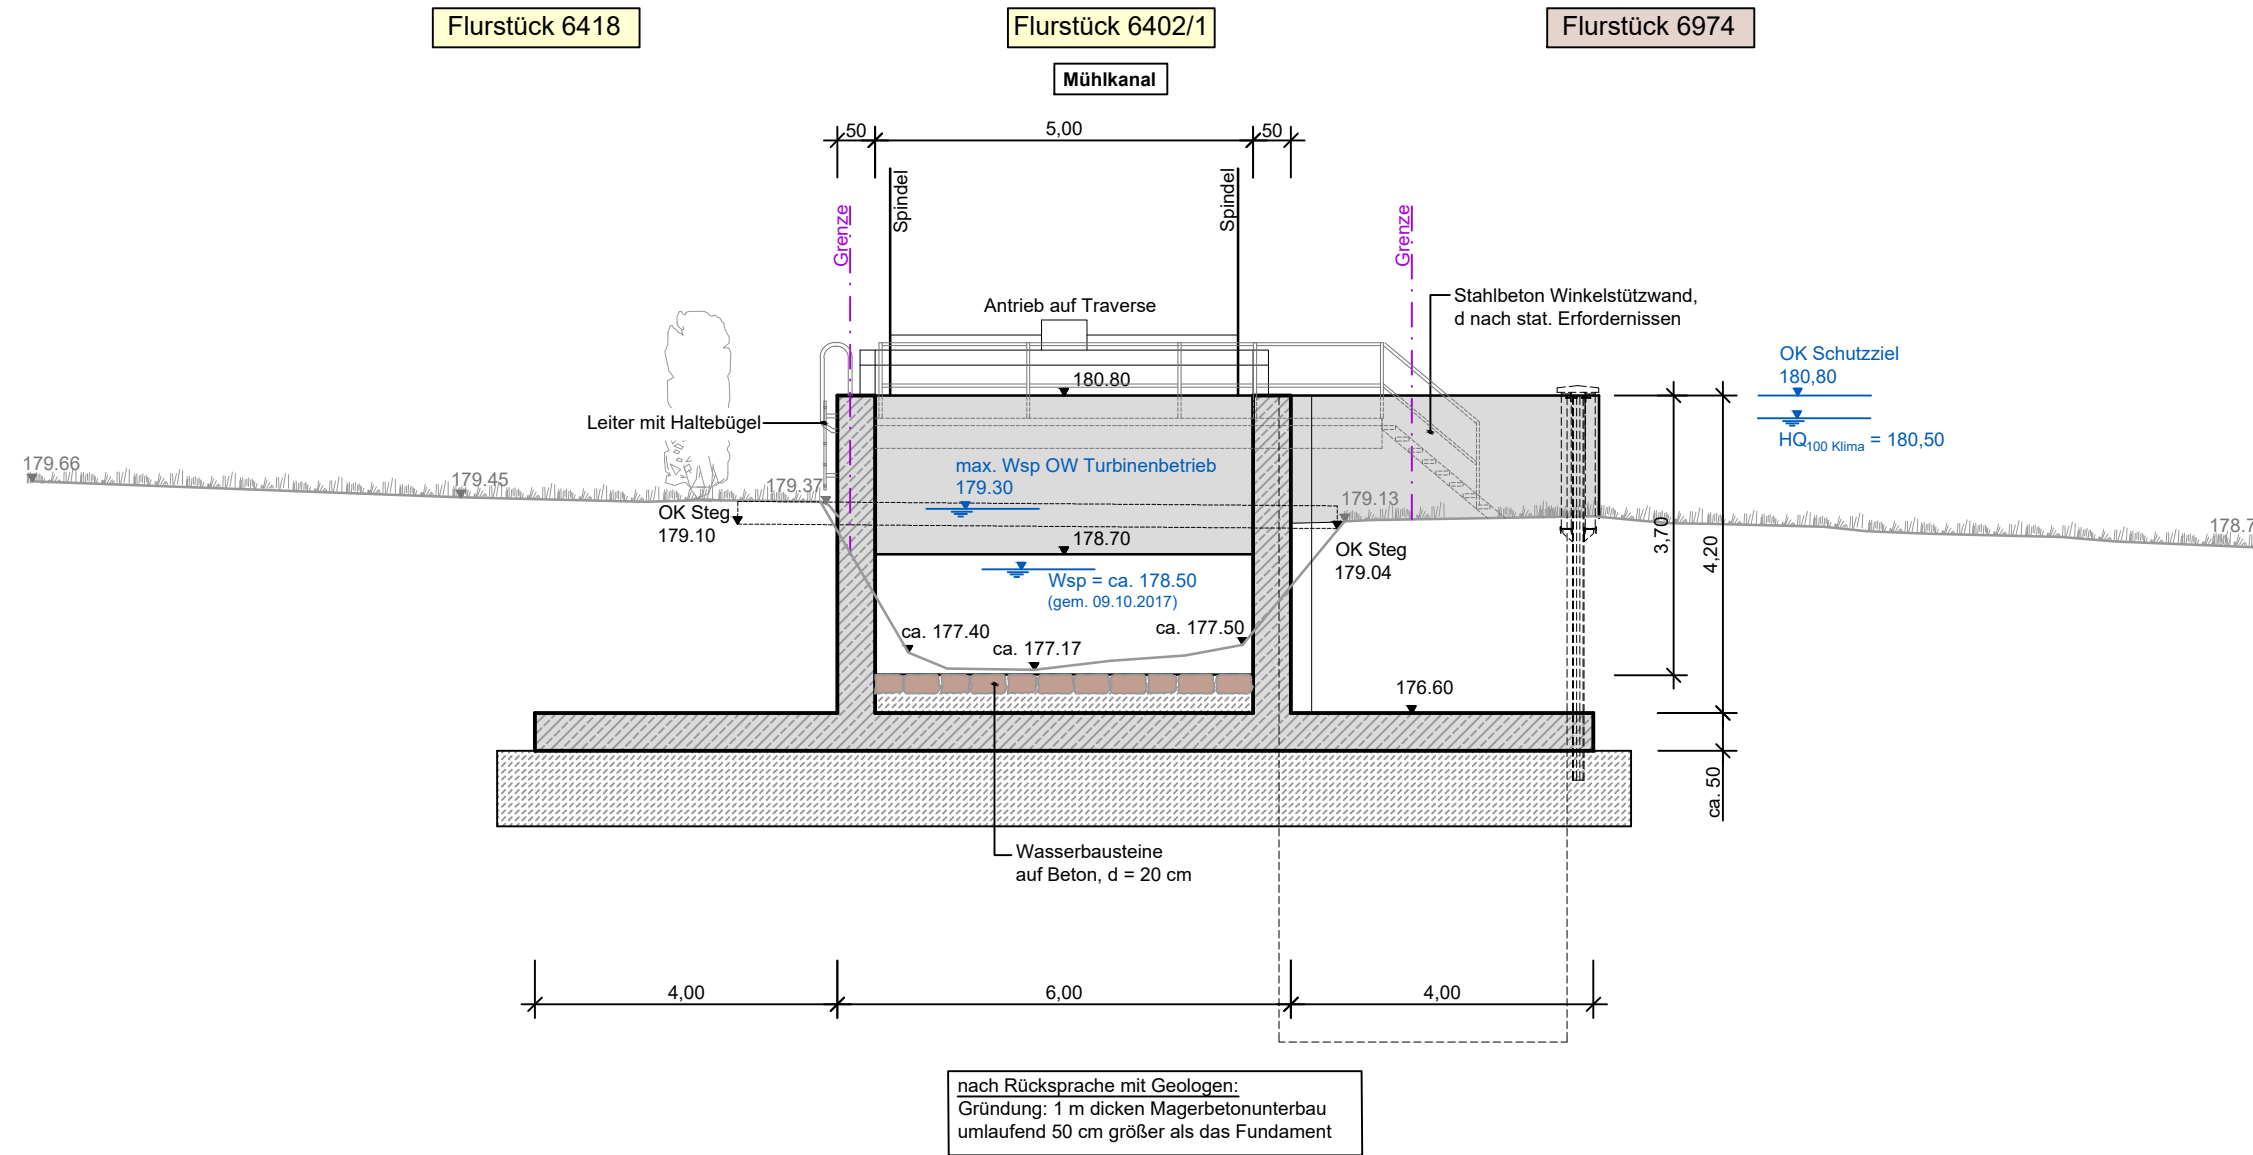 Flurstück 6418
Flurstück 6402/1
Flurstück 6974
Mühlkanal
50
5,00
50
Spindel
Spindel
Grenze
Grenze
Antrieb auf Traverse
Stahlbeton Winkelstützwand,
d nach stat. Erfordernissen
OK Schutzziel
180,80
HQ100 Klima = 180,50
180.80
Leiter mit Haltebügel
179.66
179.45
179.37
max. Wsp OW Turbinenbetrieb
179.30
179.13
OK Steg
179.10
178.70
OK Steg
179.04
3,70
4,20
178.7
Wsp = ca. 178.50
(gem. 09.10.2017)
ca. 177.40
ca. 177.17
ca. 177.50
176.60
ca. 50
Wasserbausteine
auf Beton, d = 20 cm
4,00
6,00
4,00
nach Rücksprache mit Geologen:
Gründung: 1 m dicken Magerbetonunterbau
umlaufend 50 cm größer als das Fundament